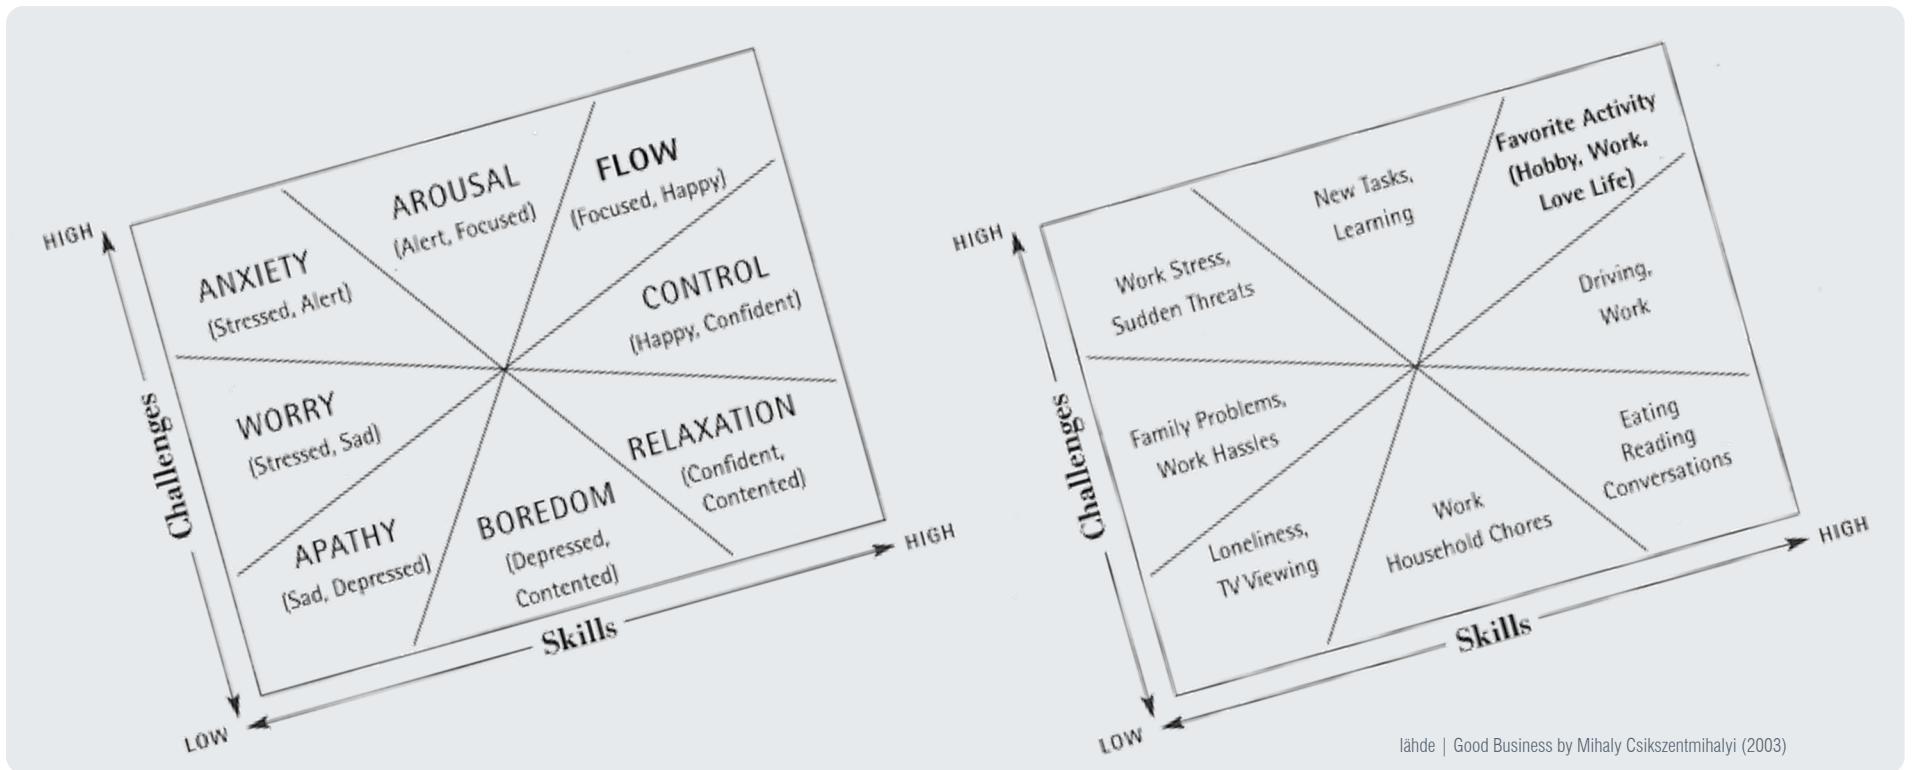 HIGH
AROUSAL
(Alert, Focused)
FLOW
(Focused, Happy)
ANXIETY
(Stressed, Alert)
CONTROL
(Happy, Confident)
WORRY
(Stressed, Sad)
RELAXATION
(Confident,
Contented)
APATHY
(Sad, Depressed)
BOREDOM
(Depressed,
Contented)
Challenges
Skills
HIGH
LOW
HIGH
New Tasks,
Learning
Favorite Activity
(Hobby, Work,
Love Life)
Work Stress,
Sudden Threats
Driving,
Work
Family Problems,
Work Hassles
Eating
Reading
Conversations
Loneliness,
TV Viewing
Work
Household Chores
Challenges
Skills
HIGH
LOW
lähde | Good Business by Mihaly Csikszentmihalyi (2003)